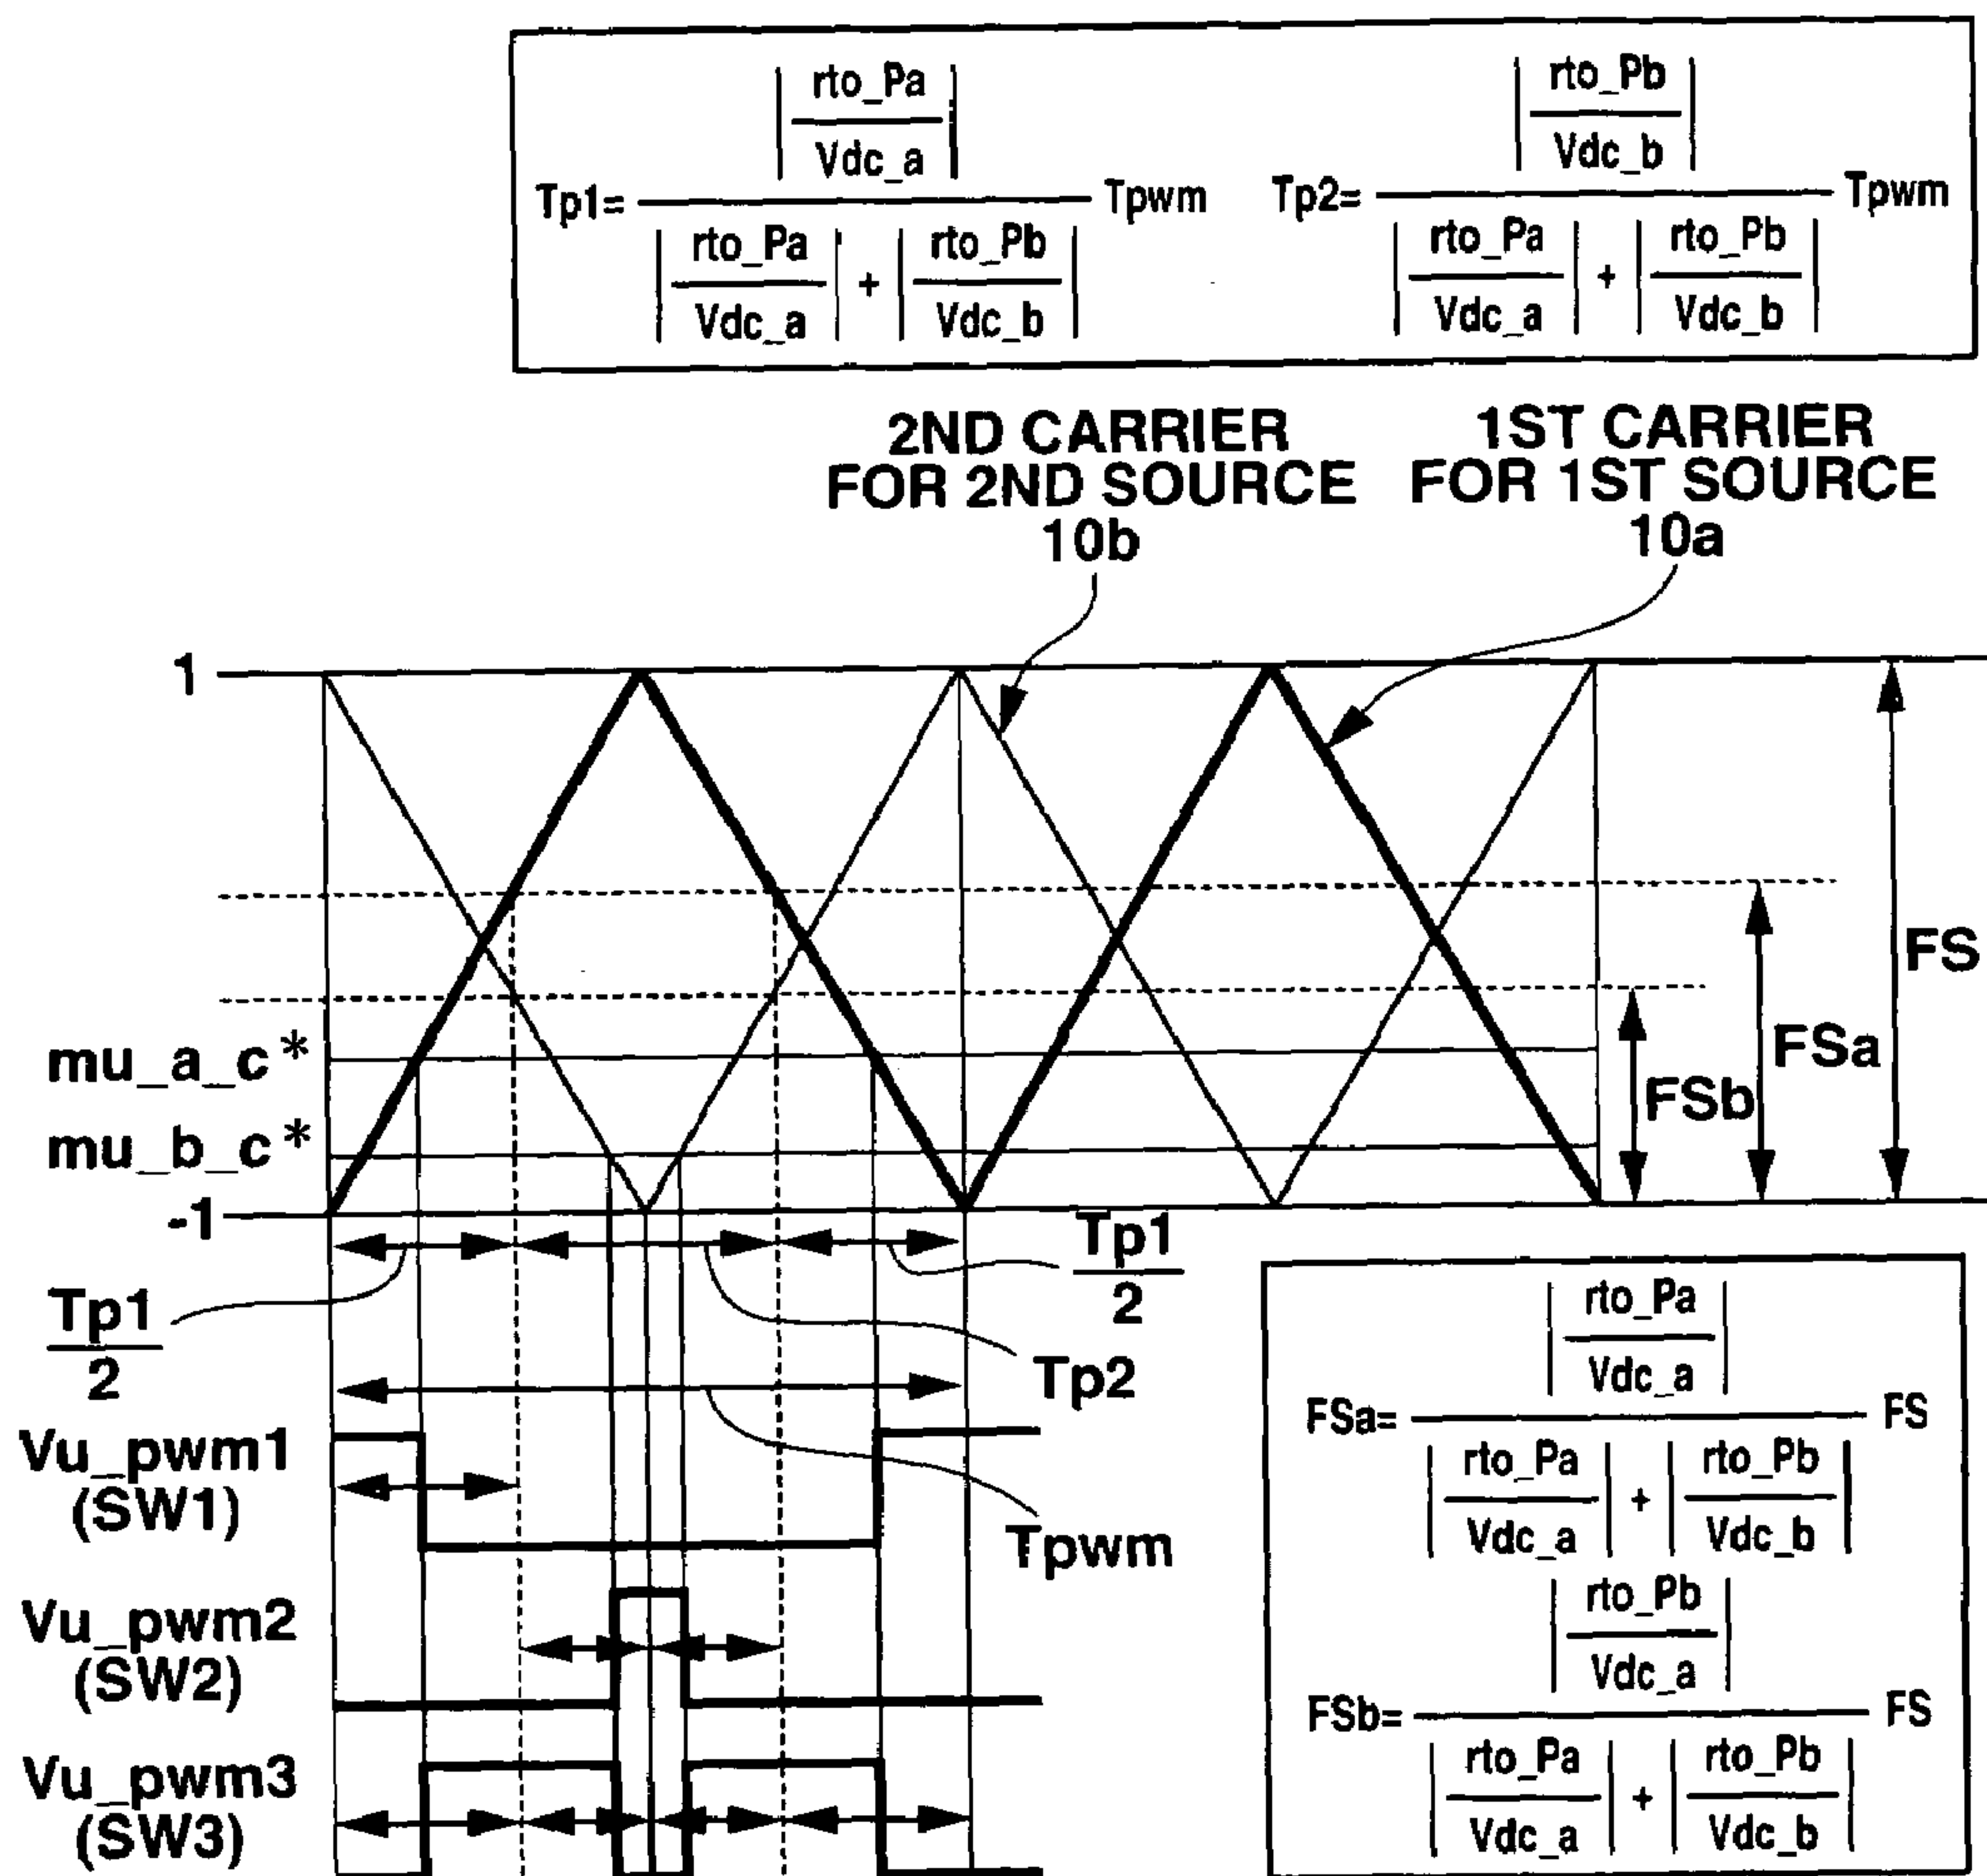 Tp1= |rto_Pa/Vdc_a| / (|rto_Pa/Vdc_a| + |rto_Pb/Vdc_b|) Tpwm
Tp2= |rto_Pb/Vdc_b| / (|rto_Pa/Vdc_a| + |rto_Pb/Vdc_b|) Tpwm
2ND CARRIER
FOR 2ND SOURCE
10b
1ST CARRIER
FOR 1ST SOURCE
10a
1
FS
FSa
FSb
mu_a_c*
mu_b_c*
-1
Tp1/2
Tp1/2
Tp2
Tpwm
Vu_pwm1
(SW1)
Vu_pwm2
(SW2)
Vu_pwm3
(SW3)
FSa= |rto_Pa/Vdc_a| / (|rto_Pa/Vdc_a| + |rto_Pb/Vdc_b|) FS
FSb= |rto_Pb/Vdc_a| / (|rto_Pa/Vdc_a| + |rto_Pb/Vdc_b|) FS